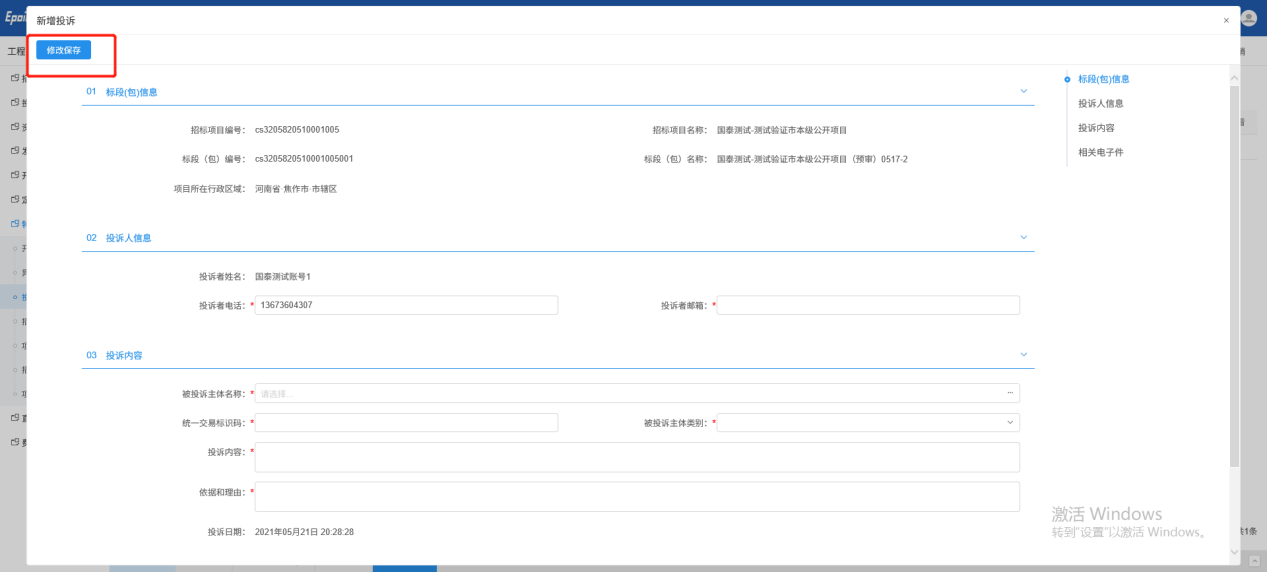 Epoi
新增投诉
×
工程
修改保存
01 标段(包)信息
招标项目编号： cs3205820510001005
招标项目名称： 国泰测试-测试验证市本级公开项目
标段（包）编号： cs3205820510001005001
标段（包）名称： 国泰测试-测试验证市本级公开项目（预审）0517-2
项目所在行政区域： 河南省·焦作市·市辖区
02 投诉人信息
投诉者姓名： 国泰测试账号1
投诉者电话：* 13673604307
投诉者邮箱：*
03 投诉内容
被投诉主体名称：* 请选择...
统一交易标识码：*
被投诉主体类别：*
投诉内容：*
依据和理由：*
投诉日期： 2021年05月21日 20:28:28
标段(包)信息
投诉人信息
投诉内容
相关电子件
激活 Windows
转到"设置"以激活 Windows。
共1条